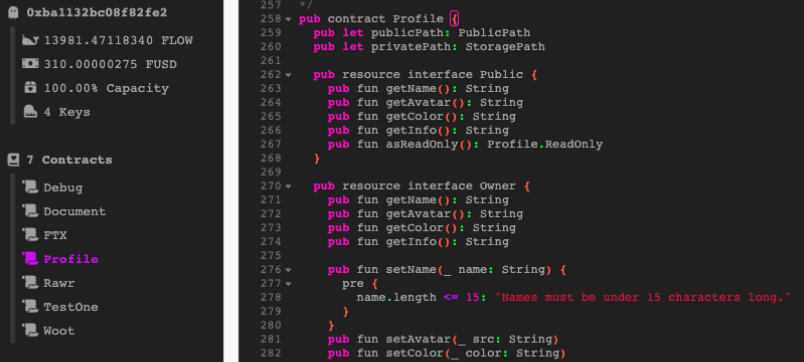 0xba1132bc08f82fe2
13981.47118340 FLOW
310.00000275 FUSD
100.00% Capacity
4 Keys
7 Contracts
Debug
Document
FTX
Profile
Rawr
TestOne
Woot
257 */
258 pub contract Profile {
259 pub let publicPath: PublicPath
260 pub let privatePath: StoragePath
261
262 pub resource interface Public {
263 pub fun getName(): String
264 pub fun getAvatar(): String
265 pub fun getColor(): String
266 pub fun getInfo(): String
267 pub fun asReadOnly(): Profile.ReadOnly
268 }
269
270 pub resource interface Owner {
271 pub fun getName(): String
272 pub fun getAvatar(): String
273 pub fun getColor(): String
274 pub fun getInfo(): String
275
276 pub fun setName(_ name: String) {
277 pre {
278 name.length <= 15: "Names must be under 15 characters long."
279 }
280 }
281 pub fun setAvatar(_ src: String)
282 pub fun setColor(_ color: String)